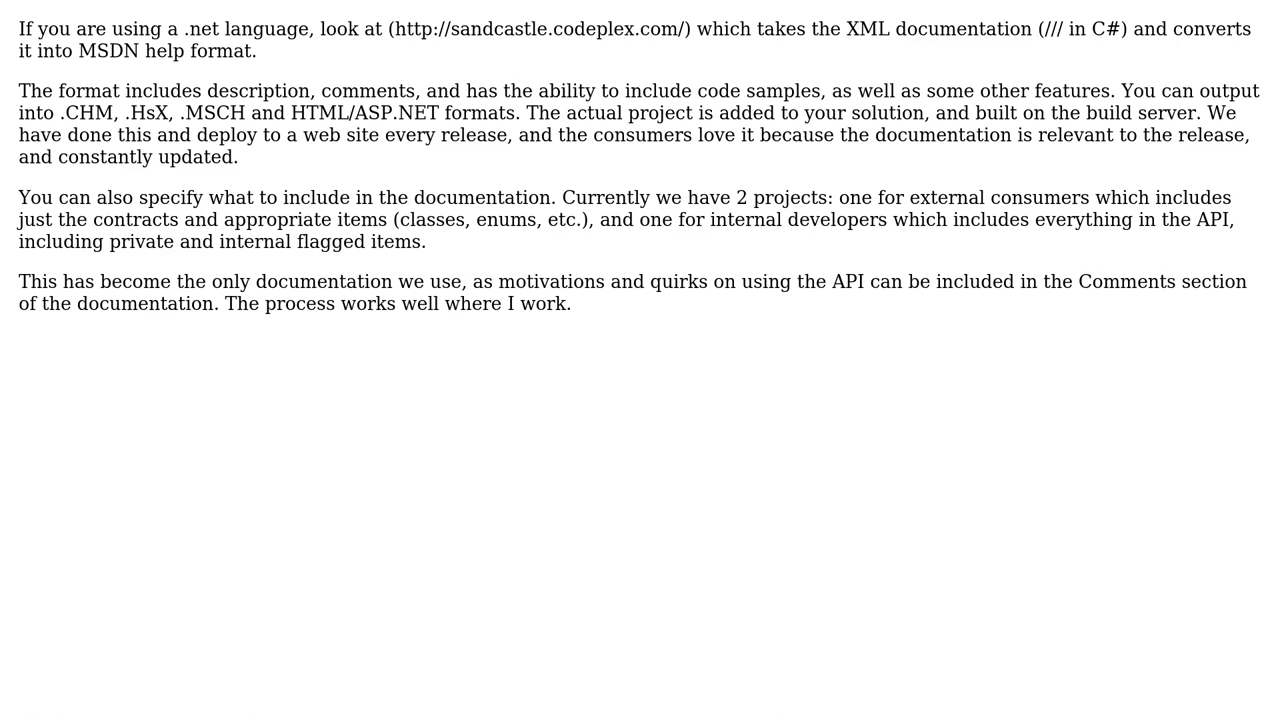 If you are using a .net language, look at (http://sandcastle.codeplex.com/) which takes the XML documentation (/// in C#) and converts
it into MSDN help format.
The format includes description, comments, and has the ability to include code samples, as well as some other features. You can output
into .CHM, .HsX, .MSCH and HTML/ASP.NET formats. The actual project is added to your solution, and built on the build server. We
have done this and deploy to a web site every release, and the consumers love it because the documentation is relevant to the release,
and constantly updated.
You can also specify what to include in the documentation. Currently we have 2 projects: one for external consumers which includes
just the contracts and appropriate items (classes, enums, etc.), and one for internal developers which includes everything in the API,
including private and internal flagged items.
This has become the only documentation we use, as motivations and quirks on using the API can be included in the Comments section
of the documentation. The process works well where I work.